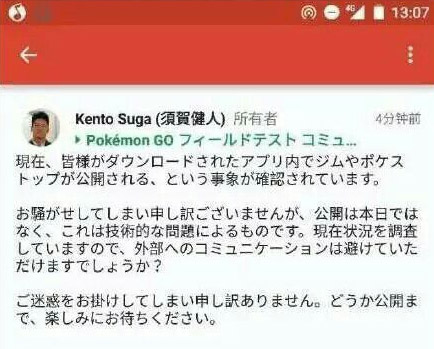 4G 13:07
Kento Suga (須賀健人) 所有者 4分钟前
Pokémon GO フィールドテスト コミュ...
現在、皆様がダウンロードされたアプリ内でジムやポケス
トップが公開される、という事象が確認されています。
お騒がせしてしまい申し訳ございませんが、公開は本日では
なく、これは技術的な問題によるものです。現在状況を調査
していますので、外部へのコミュニケーションは避けていた
だけますでしょうか？
ご迷惑をお掛けしてしまい申し訳ありません。どうか公開ま
で、楽しみにお待ちください。